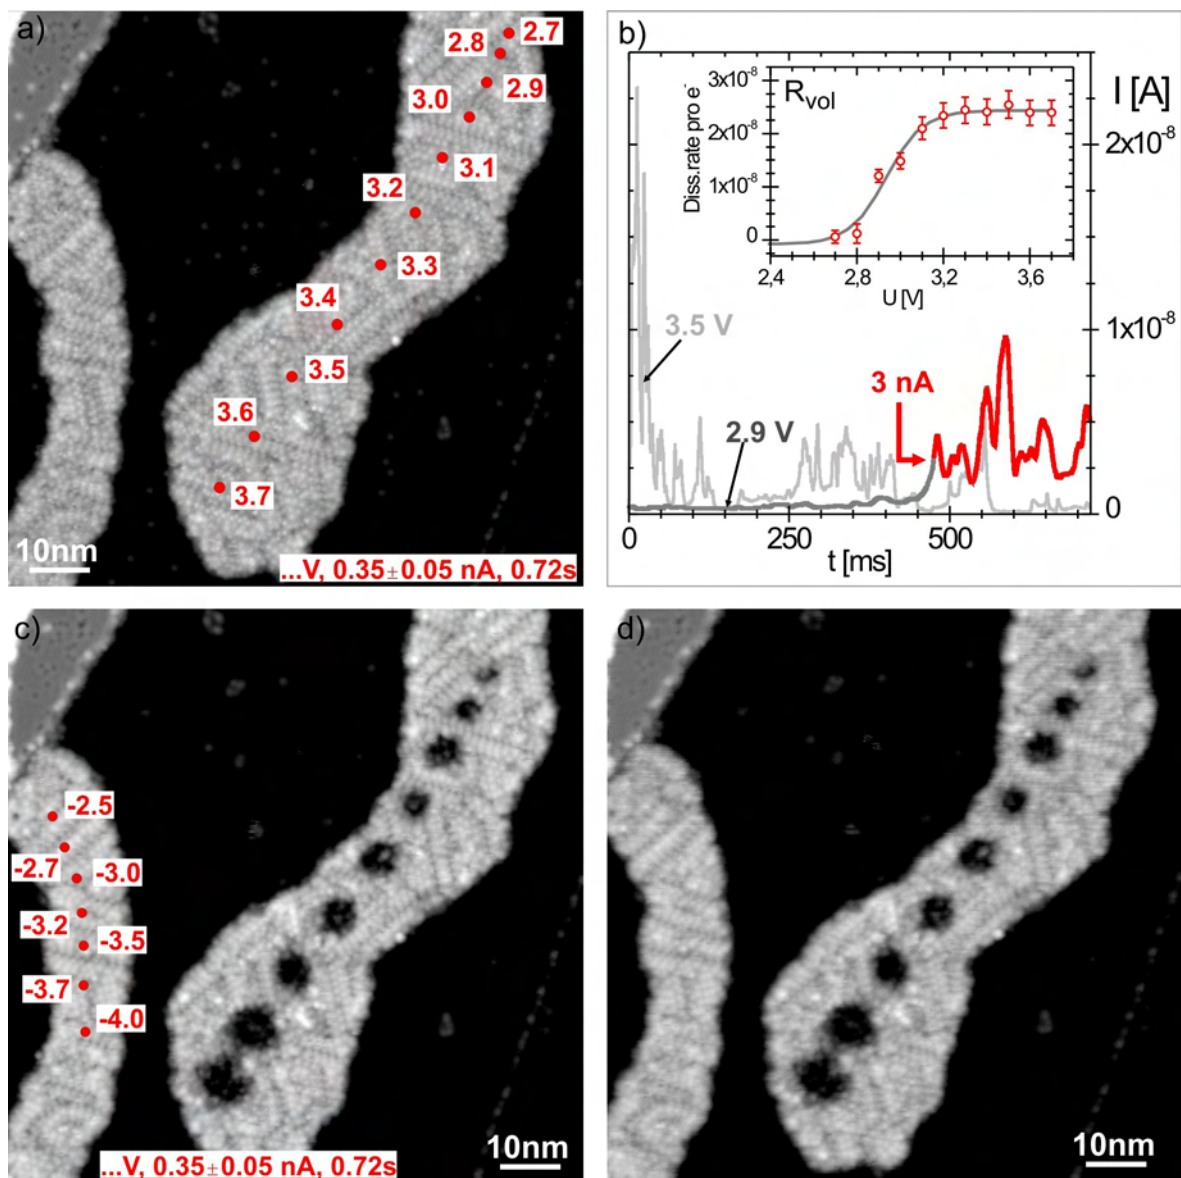 a)
2.7
2.8
2.9
3.0
3.1
3.2
3.3
3.4
3.5
3.6
3.7
10nm
...V, 0.35±0.05 nA, 0.72s
b)
I [A]
3x10⁻⁸
2x10⁻⁸
1x10⁻⁸
0
Diss.rate pro e⁻
R_vol
2,4 2,8 3,2 3,6
U [V]
2x10⁻⁸
1x10⁻⁸
0
3.5 V
3 nA
2.9 V
0 250 500
t [ms]
c)
-2.5
-2.7
-3.0
-3.2
-3.5
-3.7
-4.0
10nm
...V, 0.35±0.05 nA, 0.72s
d)
10nm